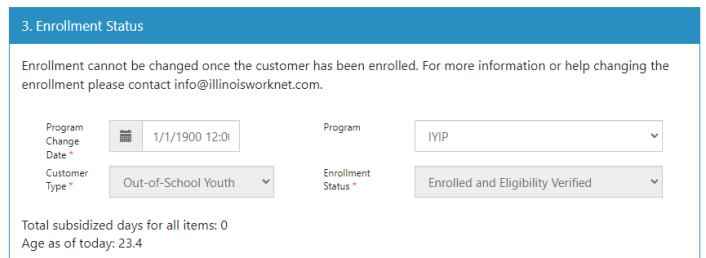 3. Enrollment Status
Enrollment cannot be changed once the customer has been enrolled. For more information or help changing the
enrollment please contact info@illinoisworknet.com.
Program
Change
Date *
1/1/1900 12:0
Program
IYIP
Customer
Type *
Out-of-School Youth
Enrollment
Status *
Enrolled and Eligibility Verified
Total subsidized days for all items: 0
Age as of today: 23.4